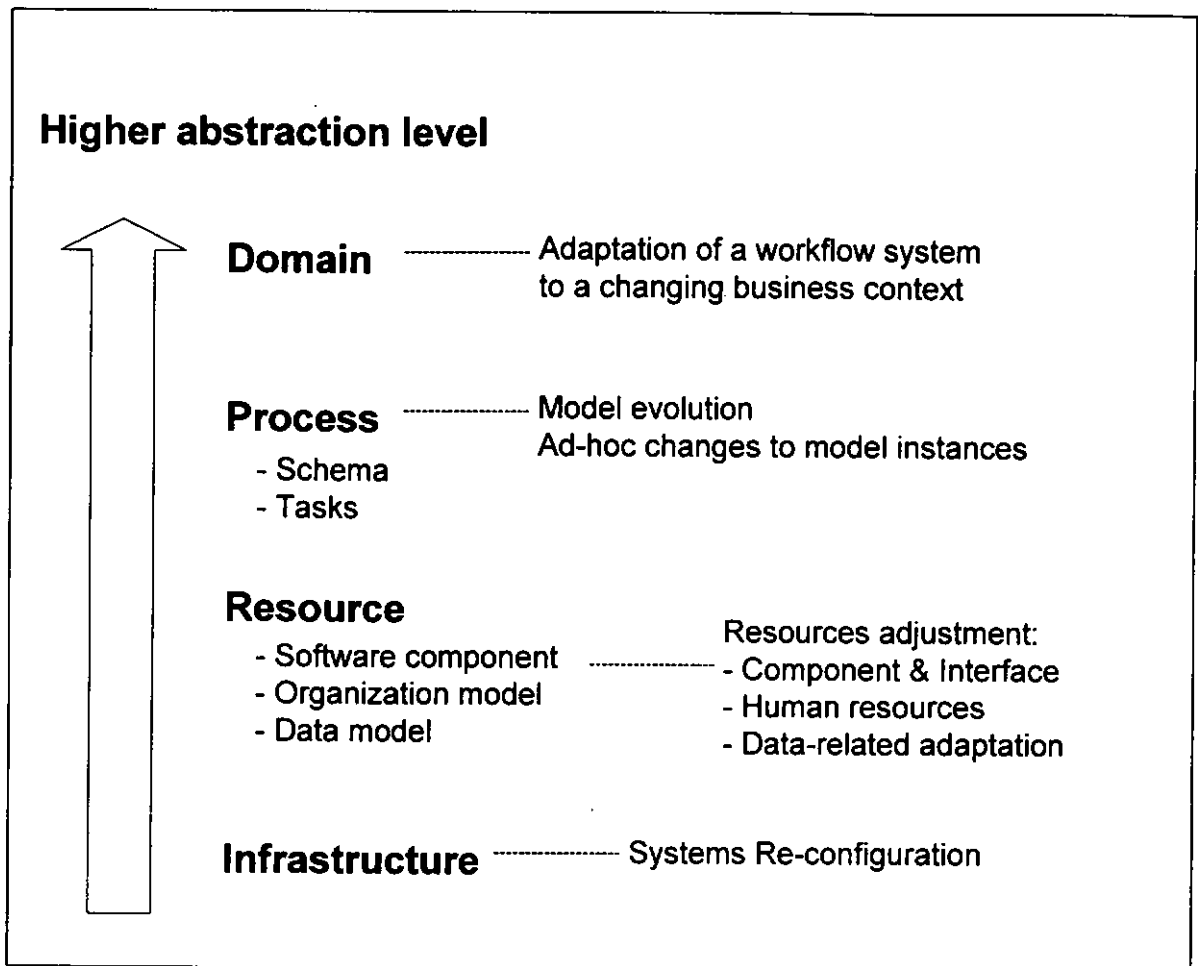 Higher abstraction level
Domain
Adaptation of a workflow system
to a changing business context
Process
- Schema
- Tasks
Model evolution
Ad-hoc changes to model instances
Resource
- Software component
- Organization model
- Data model
Resources adjustment:
- Component & Interface
- Human resources
- Data-related adaptation
Infrastructure
Systems Re-configuration